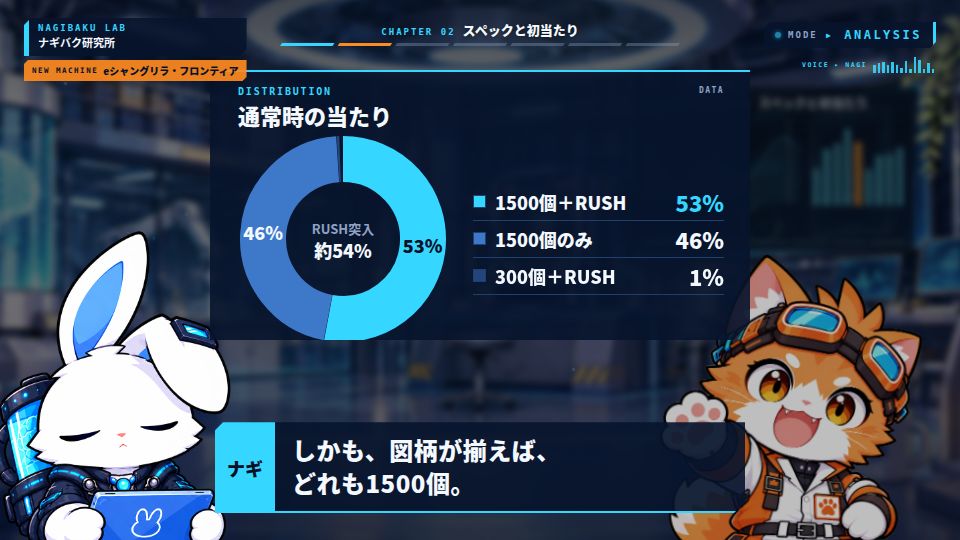 NAGIBAKU LAB
ナギバク研究所
NEW MACHINE eシャングリラ・フロンティア
CHAPTER 02 スペックと初当たり
MODE ▶ ANALYSIS
VOICE ▸ NAGI
DISTRIBUTION
DATA
通常時の当たり
46%
RUSH突入
約54%
53%
1500個＋RUSH 53%
1500個のみ 46%
300個＋RUSH 1%
ナギ
しかも、図柄が揃えば、
どれも1500個。